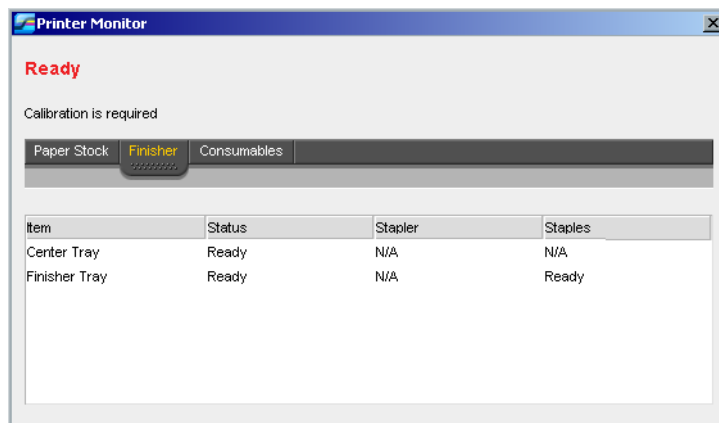 Printer Monitor
Ready
Calibration is required
Paper Stock Finisher Consumables
Item Status Stapler Staples
Center Tray Ready N/A N/A
Finisher Tray Ready N/A Ready